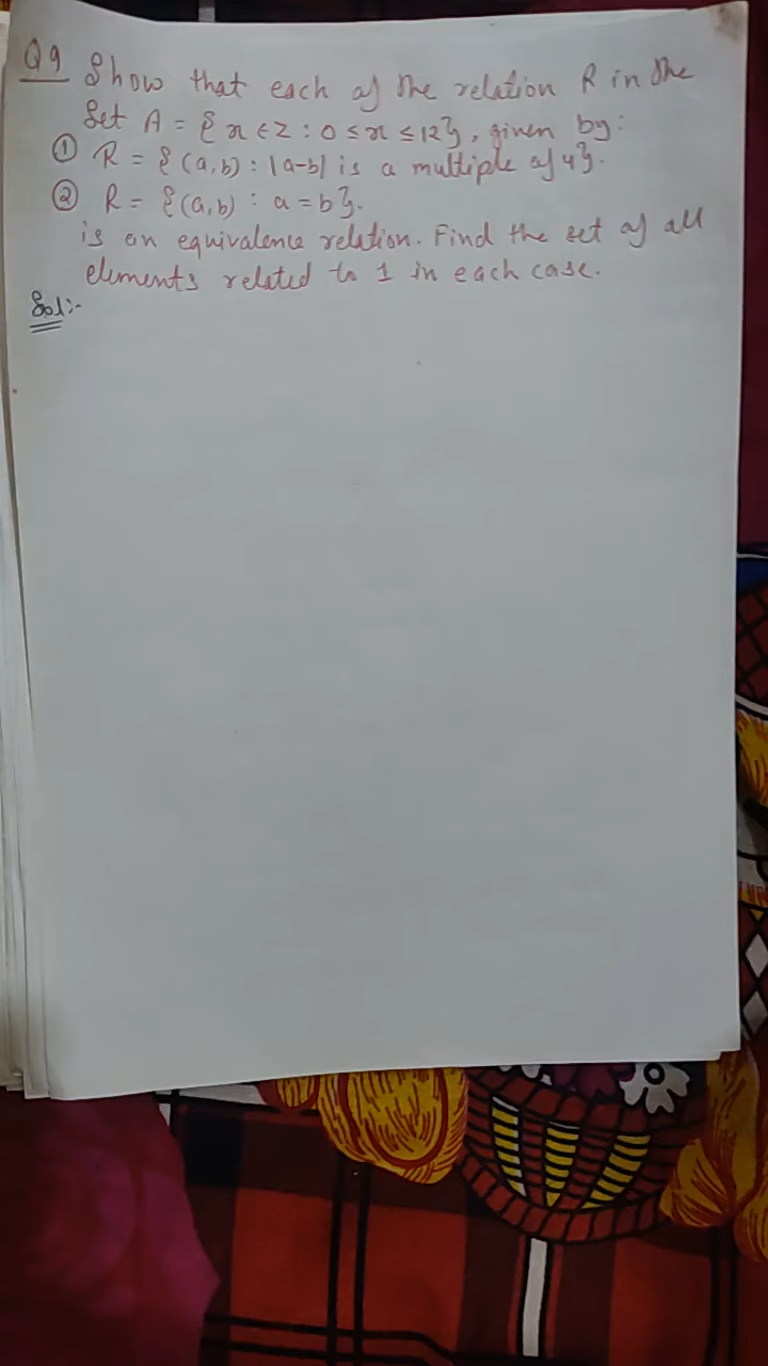 Q9 Show that each of the relation R in the
Set A = { x ∈ Z : 0 ≤ x ≤ 12}, given by:
① R = { (a,b) : |a-b| is a multiple of 4}.
② R = {(a,b) : a = b}.
is an equivalence relation. Find the set of all
elements related to 1 in each case.
Sol:-